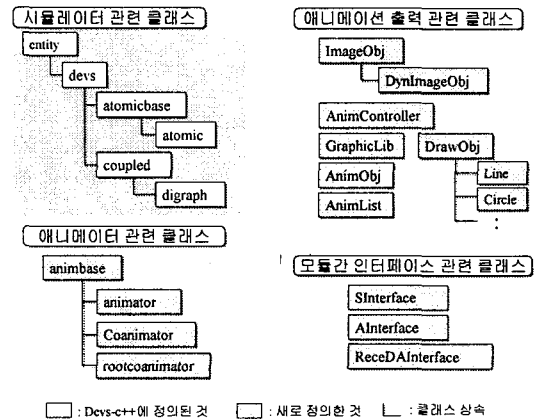 시뮬레이터 관련 클래스
entity
devs
atomicbase
atomic
coupled
digraph
애니메이션 출력 관련 클래스
ImageObj
DynImageObj
AnimController
GraphicLib
DrawObj
AnimObj
Line
AnimList
Circle
:
애니메이터 관련 클래스
animbase
animator
Coanimator
rootcoanimator
모듈간 인터페이스 관련 클래스
SInterface
AInterface
ReceDAInterface
: Devs-c++에 정의된 것
: 새로 정의한 것
: 클래스 상속